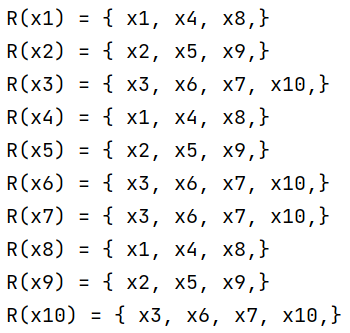 R(x1) = { x1, x4, x8,}
R(x2) = { x2, x5, x9,}
R(x3) = { x3, x6, x7, x10,}
R(x4) = { x1, x4, x8,}
R(x5) = { x2, x5, x9,}
R(x6) = { x3, x6, x7, x10,}
R(x7) = { x3, x6, x7, x10,}
R(x8) = { x1, x4, x8,}
R(x9) = { x2, x5, x9,}
R(x10) = { x3, x6, x7, x10,}